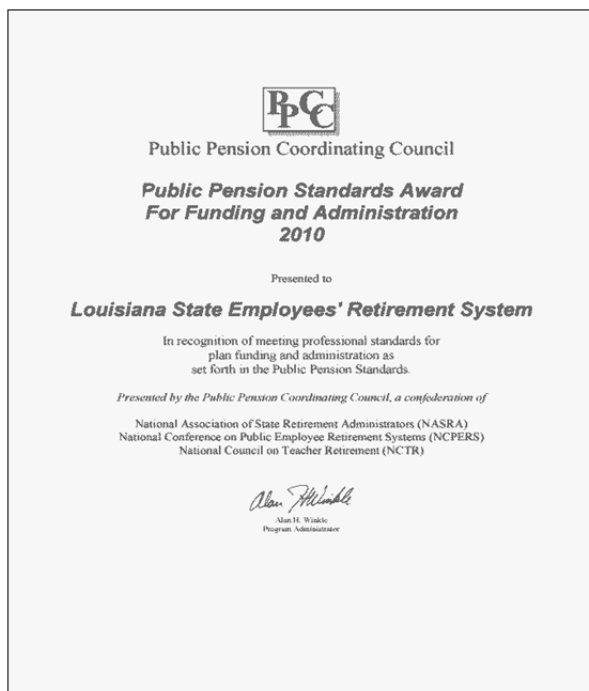 PPCC
Public Pension Coordinating Council
Public Pension Standards Award
For Funding and Administration
2010
Presented to
Louisiana State Employees' Retirement System
In recognition of meeting professional standards for
plan funding and administration as
set forth in the Public Pension Standards.
Presented by the Public Pension Coordinating Council, a confederation of
National Association of State Retirement Administrators (NASRA)
National Conference on Public Employee Retirement Systems (NCPERS)
National Council on Teacher Retirement (NCTR)
Alan H. Winkle
Alan H. Winkle
Program Administrator